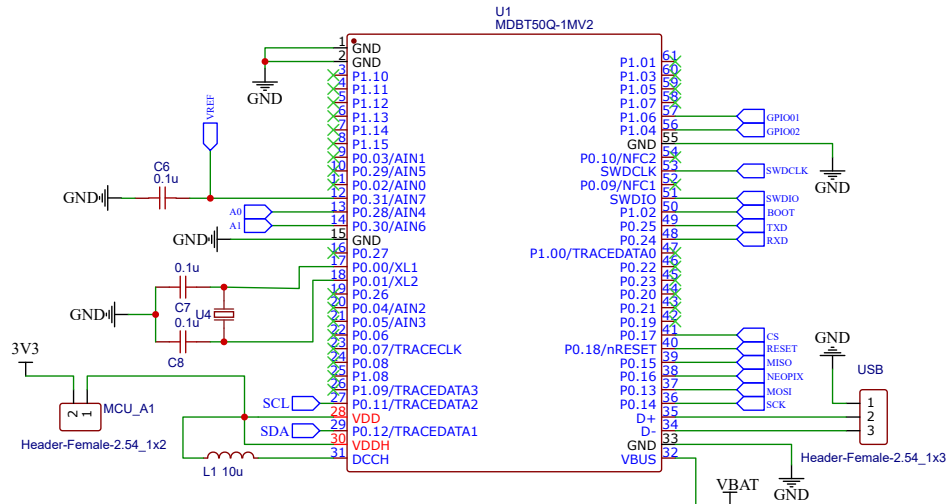 U1
MDBT50Q-1MV2
1 GND
2 GND
3 P1.10
4 P1.11
5 P1.12
6 P1.13
7 P1.14
8 P1.15
9 P0.03/AIN1
10 P0.29/AIN5
11 P0.02/AIN0
12 P0.31/AIN7
13 P0.28/AIN4
14 P0.30/AIN6
15 GND
16 P0.27
17 P0.00/XL1
18 P0.01/XL2
19 P0.26
20 P0.04/AIN2
21 P0.05/AIN3
22 P0.06
23 P0.07/TRACECLK
24 P0.08
25 P1.08
26 P1.09/TRACEDATA3
27 P0.11/TRACEDATA2
28 VDD
29 P0.12/TRACEDATA1
30 VDDH
31 DCCH
P1.01 61
P1.03 60
P1.05 59
P1.07 58
P1.06 57 GPIO01
P1.04 56 GPIO02
GND 55
P0.10/NFC2 54
SWDCLK 53 SWDCLK
P0.09/NFC1 52
SWDIO 51 SWDIO
P1.02 50 BOOT
P0.25 49 TXD
P0.24 48 RXD
P1.00/TRACEDATA0 47
P0.22 46
P0.23 45
P0.20 44
P0.21 43
P0.19 42
P0.17 41 CS
P0.18/nRESET 40 RESET
P0.15 39 MISO
P0.16 38 NEOPIX
P0.13 37 MOSI
P0.14 36 SCK
D+ 35
D- 34
GND 33
VBUS 32
GND
VREF
C6
0.1u
GND
A0
A1
GND
0.1u
C7
U4
GND
0.1u
C8
3V3
2 1
MCU_A1
Header-Female-2.54_1x2
SCL
SDA
L1 10u
GND
GND
USB
1
2
3
Header-Female-2.54_1x3
GND
VBAT